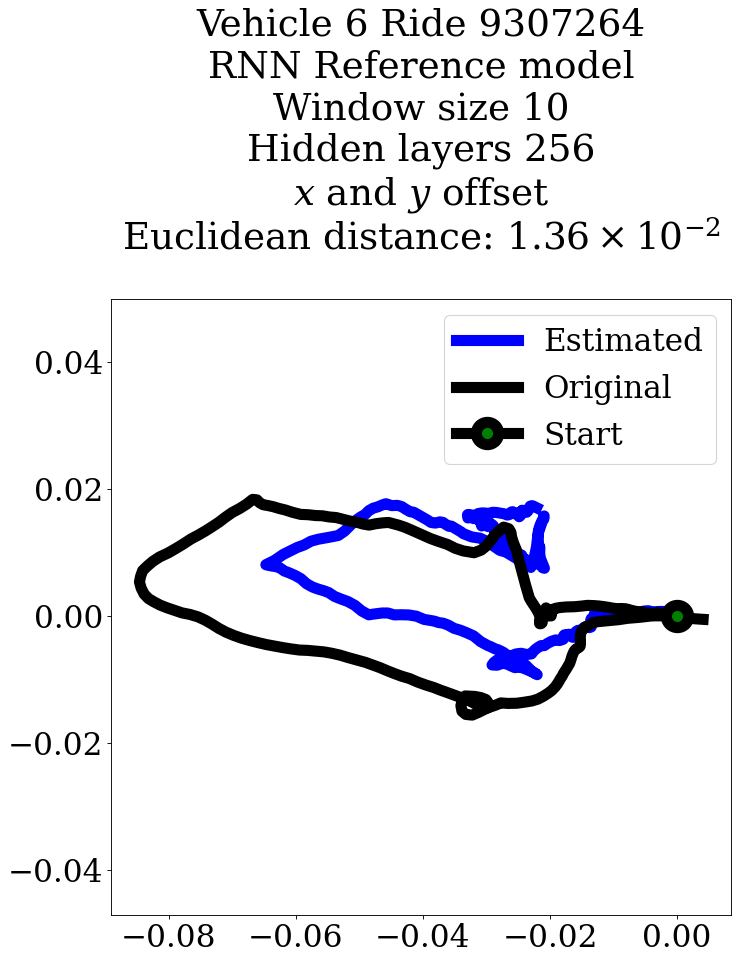 Vehicle 6 Ride 9307264
RNN Reference model
Window size 10
Hidden layers 256
x and y offset
Euclidean distance: 1.36 × 10⁻²
Estimated
Original
Start
0.04
0.02
0.00
−0.02
−0.04
−0.08 −0.06 −0.04 −0.02 0.00